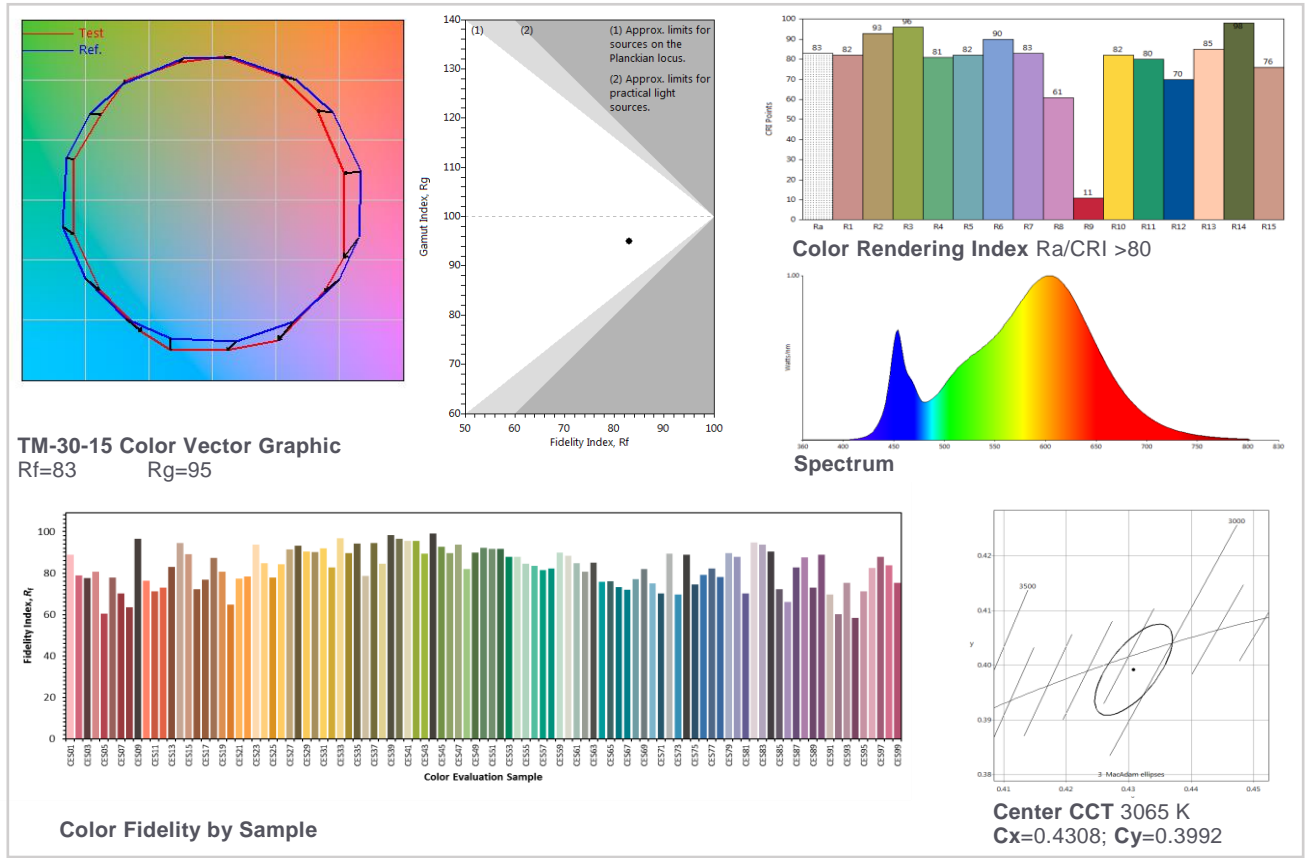 Test
Ref.
TM-30-15 Color Vector Graphic
Rf=83 Rg=95
140
130
120
110
100
90
80
70
60
Gamut Index, Rg
(1)
(2)
(1) Approx. limits for
sources on the
Planckian locus.
(2) Approx. limits for
practical light
sources.
50 60 70 80 90 100
Fidelity Index, Rf
100
90
80
70
60
50
40
30
20
10
0
CRI Points
83 82 93 96 81 82 90 83 61 11 82 80 70 85 98 76
Ra R1 R2 R3 R4 R5 R6 R7 R8 R9 R10 R11 R12 R13 R14 R15
Color Rendering Index Ra/CRI >80
1.00
Watts/nm
0.00
360 400 450 500 550 600 650 700 750 800 830
Spectrum
100
80
60
40
20
0
Fidelity Index, Rf
CES01 CES03 CES05 CES07 CES09 CES11 CES13 CES15 CES17 CES19 CES21 CES23 CES25 CES27 CES29 CES31 CES33 CES35 CES37 CES39 CES41 CES43 CES45 CES47 CES49 CES51 CES53 CES55 CES57 CES59 CES61 CES63 CES65 CES67 CES69 CES71 CES73 CES75 CES77 CES79 CES81 CES83 CES85 CES87 CES89 CES91 CES93 CES95 CES97 CES99
Color Evaluation Sample
Color Fidelity by Sample
3000
3500
0.42
0.41
y
0.40
0.39
0.38
3 MacAdam ellipses
0.41 0.42 0.43 0.44 0.45
Center CCT 3065 K
Cx=0.4308; Cy=0.3992